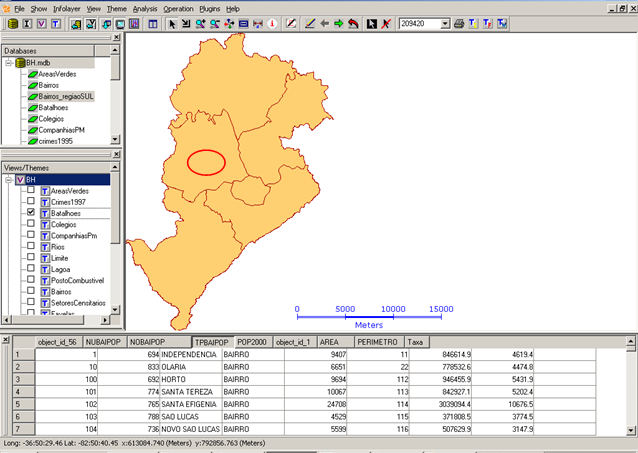 File Show Infolayer View Theme Analysis Operation Plugins Help
209420
Databases
BH.mdb
AreasVerdes
Bairros
Bairros_regiaoSUL
Batalhoes
Colegios
CompanhiasPM
crimes1995
Views/Themes
BH
AreasVerdes
Crimes1997
Batalhoes
Colegios
CompanhiasPm
Rios
Limite
Lagoa
PostoCombustivel
Bairros
SetoresCensitarios
Favelas
0 5000 10000 15000
Meters
object_id_56 NUBAIPOP NOBAIPOP TPBAIPOP POP2000 object_id_1 AREA PERIMETRO Taxa
1 1 694 INDEPENDENCIA BAIRRO 9407 11 846614.9 4619.4
2 10 833 OLARIA BAIRRO 6651 22 778532.6 4474.8
3 100 692 HORTO BAIRRO 9694 112 946455.9 5431.9
4 101 774 SANTA TEREZA BAIRRO 10067 113 842927.1 5202.4
5 102 765 SANTA EFIGENIA BAIRRO 24708 114 3039094.4 10676.5
6 103 788 SAO LUCAS BAIRRO 4529 115 371808.5 3774.5
7 104 736 NOVO SAO LUCAS BAIRRO 5599 116 507629.9 3147.9
Long: -36:50:29.46 Lat: -82:50:40.45 x:613084.740 (Meters) y:792856.763 (Meters)